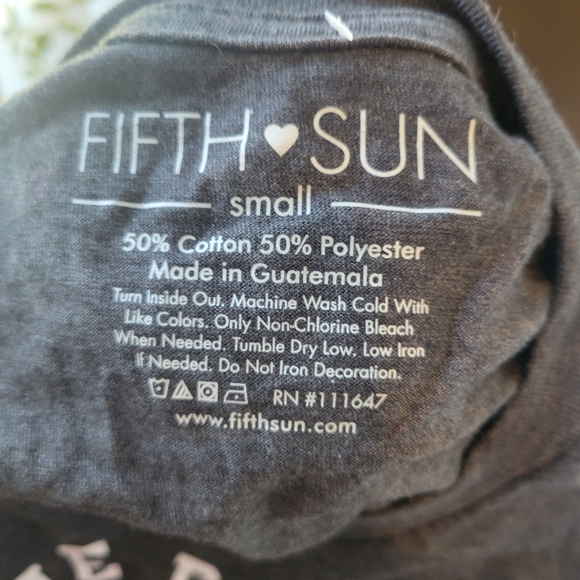 FIFTH ♥ SUN
small
50% Cotton 50% Polyester
Made in Guatemala
Turn Inside Out. Machine Wash Cold With
Like Colors. Only Non-Chlorine Bleach
When Needed. Tumble Dry Low. Low Iron
If Needed. Do Not Iron Decoration.
RN #111647
www.fifthsun.com